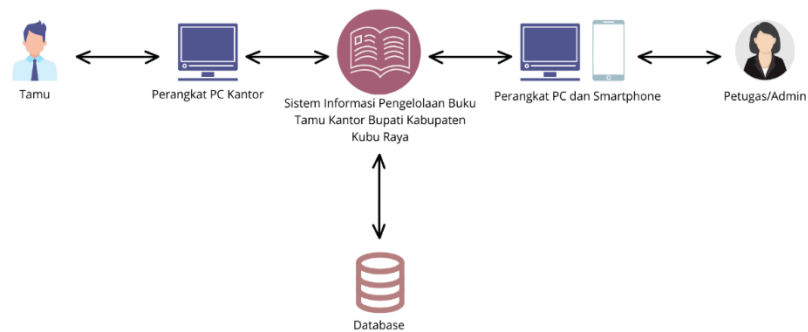 Tamu
Perangkat PC Kantor
Sistem Informasi Pengelolaan Buku
Tamu Kantor Bupati Kabupaten
Kubu Raya
Perangkat PC dan Smartphone
Petugas/Admin
Database